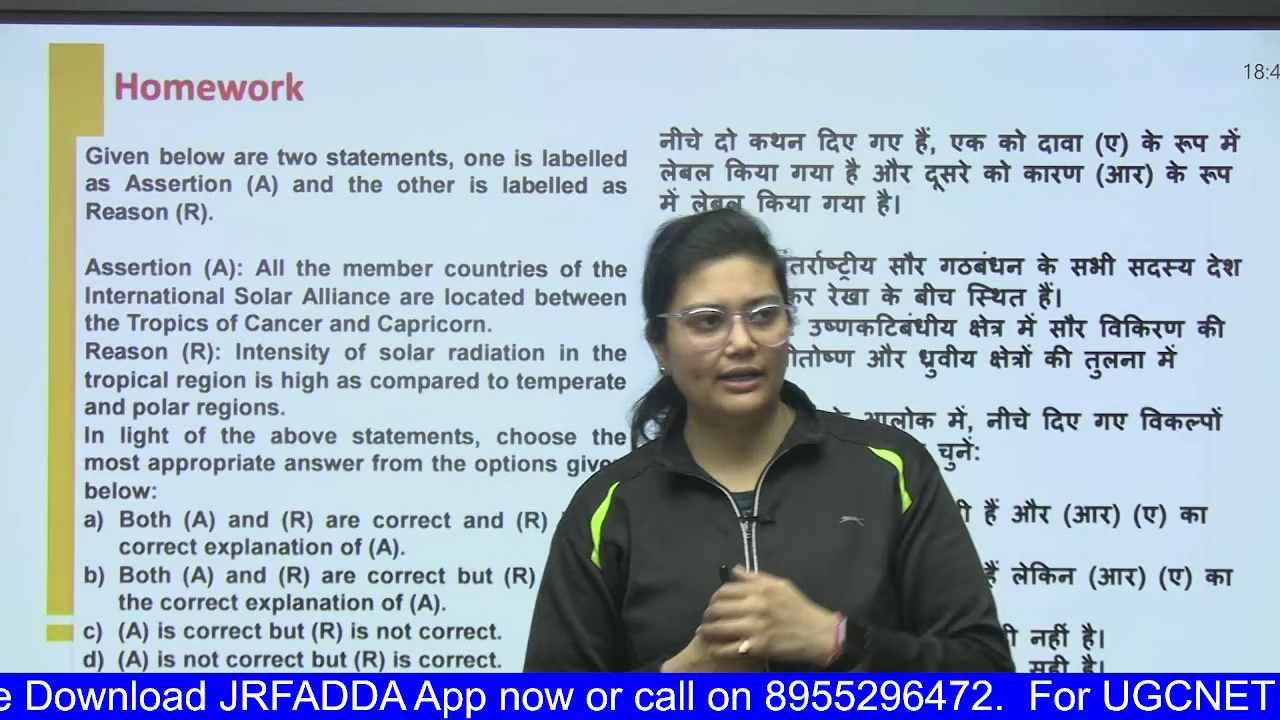 Homework
18:4
Given below are two statements, one is labelled
as Assertion (A) and the other is labelled as
Reason (R).
Assertion (A): All the member countries of the
International Solar Alliance are located between
the Tropics of Cancer and Capricorn.
Reason (R): Intensity of solar radiation in the
tropical region is high as compared to temperate
and polar regions.
In light of the above statements, choose the
most appropriate answer from the options given
below:
a) Both (A) and (R) are correct and (R)
correct explanation of (A).
b) Both (A) and (R) are correct but (R)
the correct explanation of (A).
c) (A) is correct but (R) is not correct.
d) (A) is not correct but (R) is correct.
नीचे दो कथन दिए गए हैं, एक को दावा (ए) के रूप में
लेबल किया गया है और दूसरे को कारण (आर) के रूप
में लेबल किया गया है।
सौर गठबंधन के सभी सदस्य देश
रेखा के बीच स्थित हैं।
उष्णकटिबंधीय क्षेत्र में सौर विकिरण की
और ध्रुवीय क्षेत्रों की तुलना में
आलोक में, नीचे दिए गए विकल्पों
चुनें:
हैं और (आर) (ए) का
हैं लेकिन (आर) (ए) का
नहीं है।
सही है।
e Download JRFADDA App now or call on 8955296472. For UGCNET